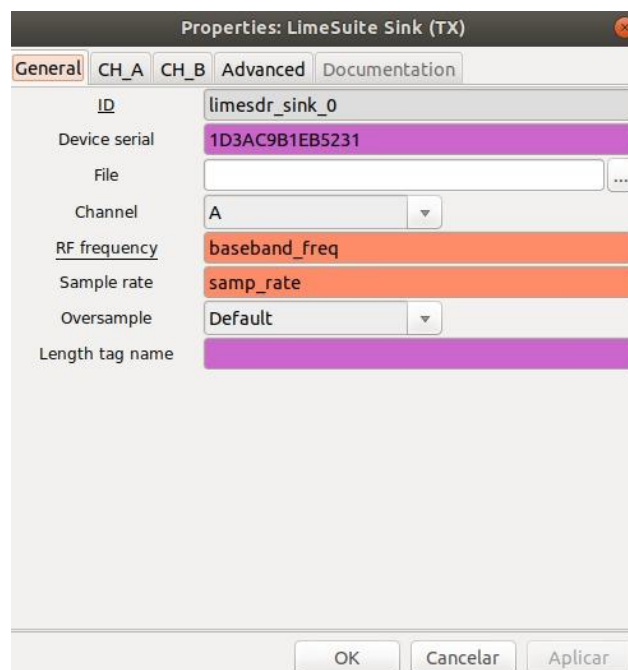 Properties: LimeSuite Sink (TX)
General CH_A CH_B Advanced Documentation
ID limesdr_sink_0
Device serial 1D3AC9B1EB5231
File ...
Channel A
RF frequency baseband_freq
Sample rate samp_rate
Oversample Default
Length tag name
OK Cancelar Aplicar